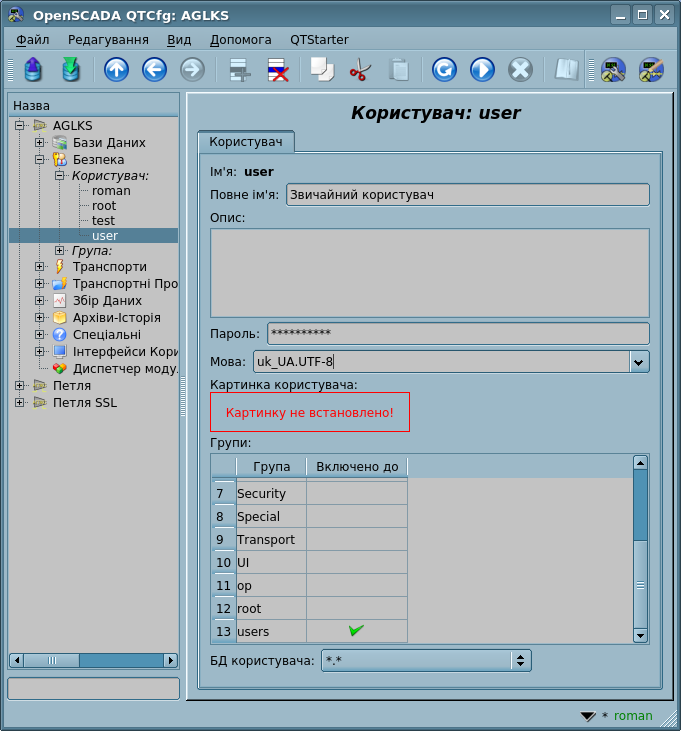 OpenSCADA QTCfg: AGLKS
Файл Редагування Вид Допомога QTStarter
Назва
AGLKS
Бази Даних
Безпека
Користувач:
roman
root
test
user
Група:
Транспорти
Транспортні Про
Збір Даних
Архіви-Історія
Спеціальні
Інтерфейси Кори
Диспетчер моду.
Петля
Петля SSL
Користувач: user
Користувач
Ім'я: user
Повне ім'я: Звичайний користувач
Опис:
Пароль: **********
Мова: uk_UA.UTF-8
Картинка користувача:
Картинку не встановлено!
Групи:
Група Включено до
7 Security
8 Special
9 Transport
10 UI
11 op
12 root
13 users
БД користувача: *.*
* roman